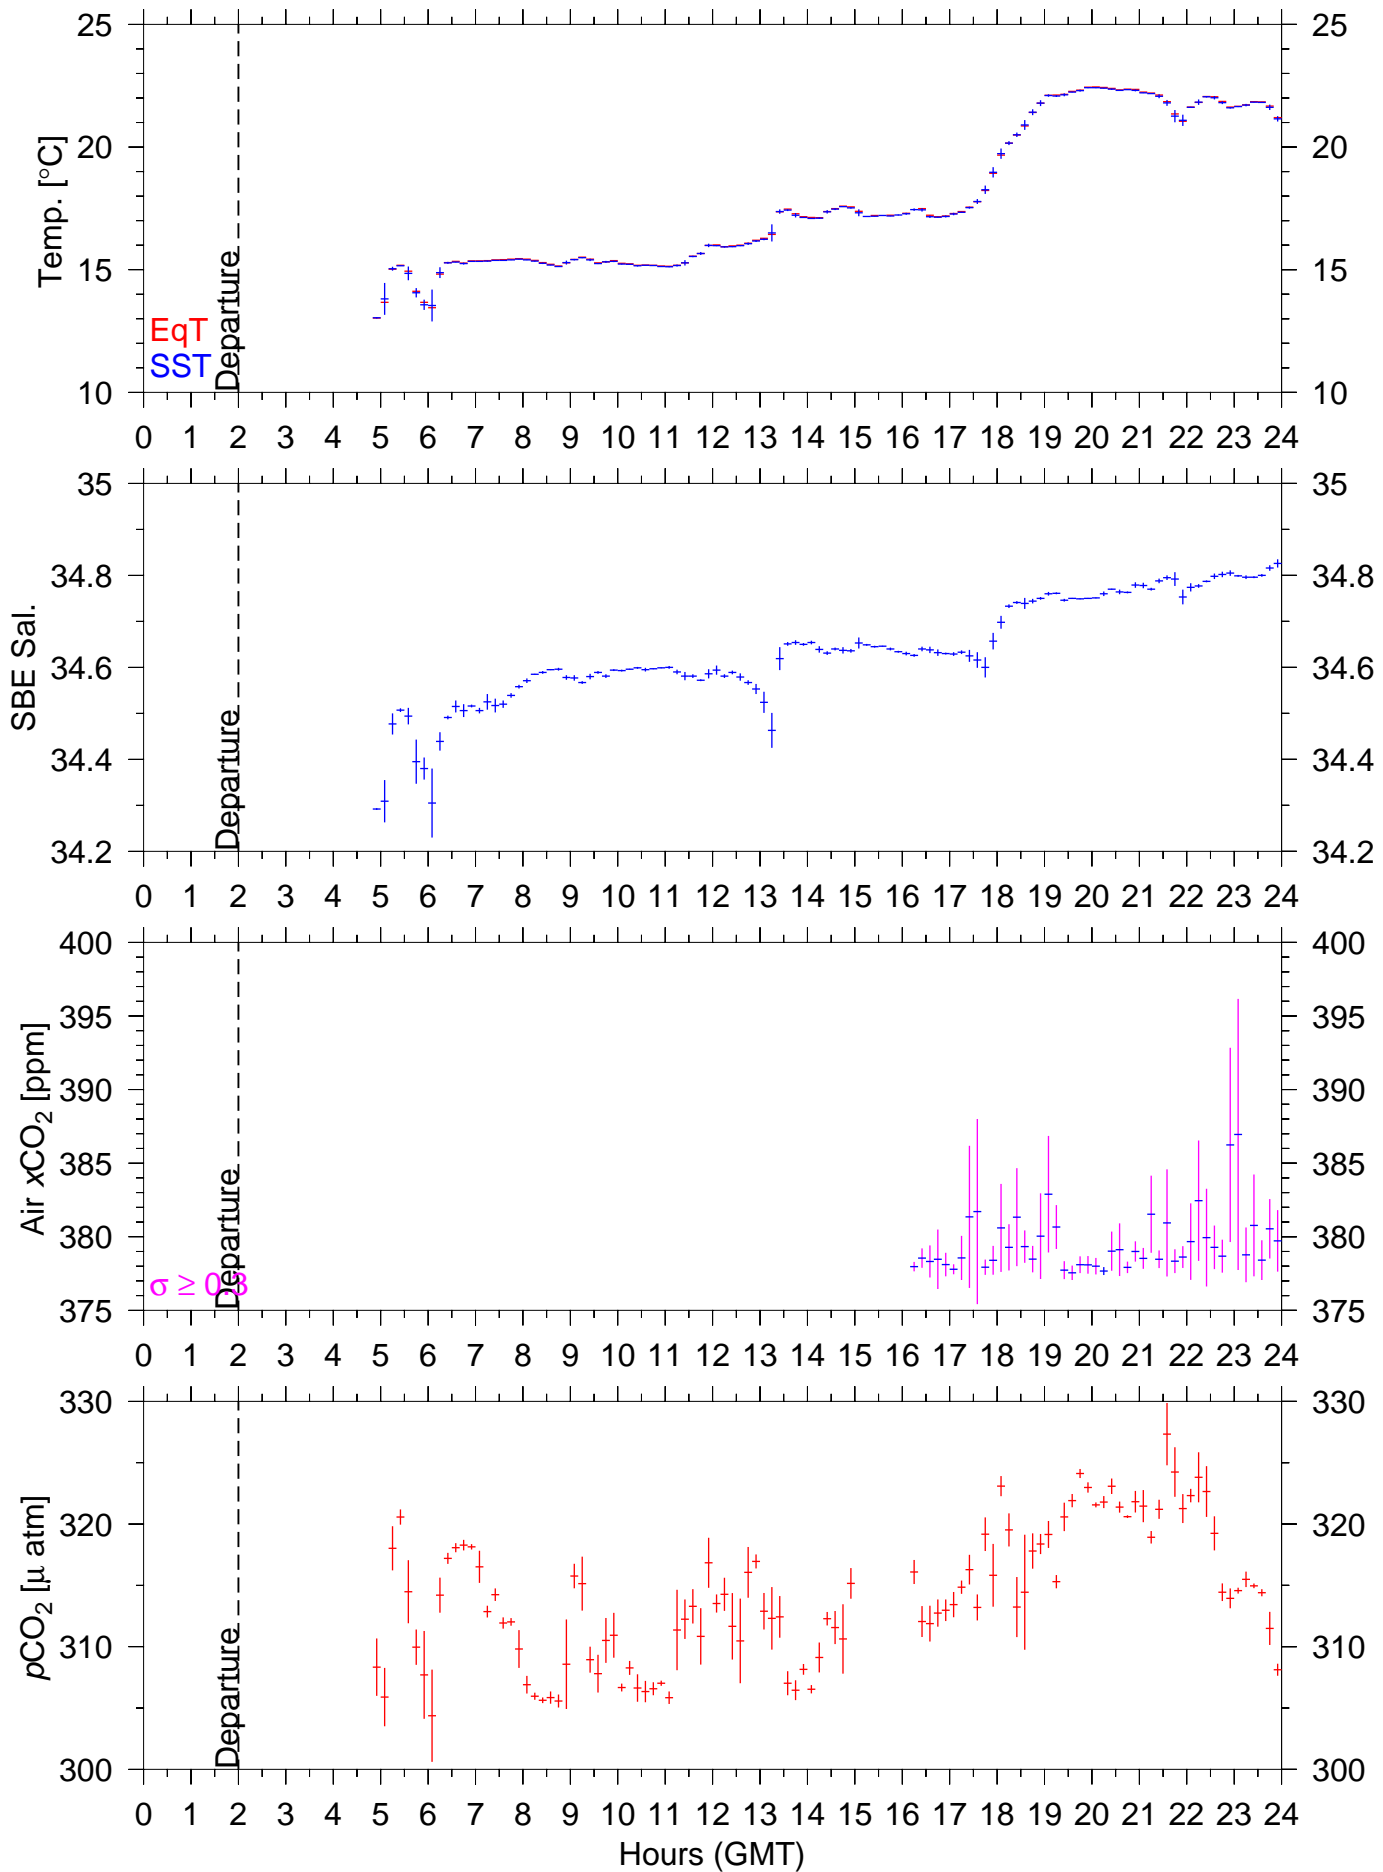 25 25
20 20
15 15
10 10
Temp. [°C]
EqT
SST
Departure
0 1 2 3 4 5 6 7 8 9 10 11 12 13 14 15 16 17 18 19 20 21 22 23 24
35 35
34.8 34.8
34.6 34.6
34.4 34.4
34.2 34.2
SBE Sal.
Departure
0 1 2 3 4 5 6 7 8 9 10 11 12 13 14 15 16 17 18 19 20 21 22 23 24
400 400
395 395
390 390
385 385
380 380
375 375
Air xCO₂ [ppm]
σ ≥ 0.3
Departure
0 1 2 3 4 5 6 7 8 9 10 11 12 13 14 15 16 17 18 19 20 21 22 23 24
330 330
320 320
310 310
300 300
pCO₂ [μ atm]
Departure
0 1 2 3 4 5 6 7 8 9 10 11 12 13 14 15 16 17 18 19 20 21 22 23 24
Hours (GMT)